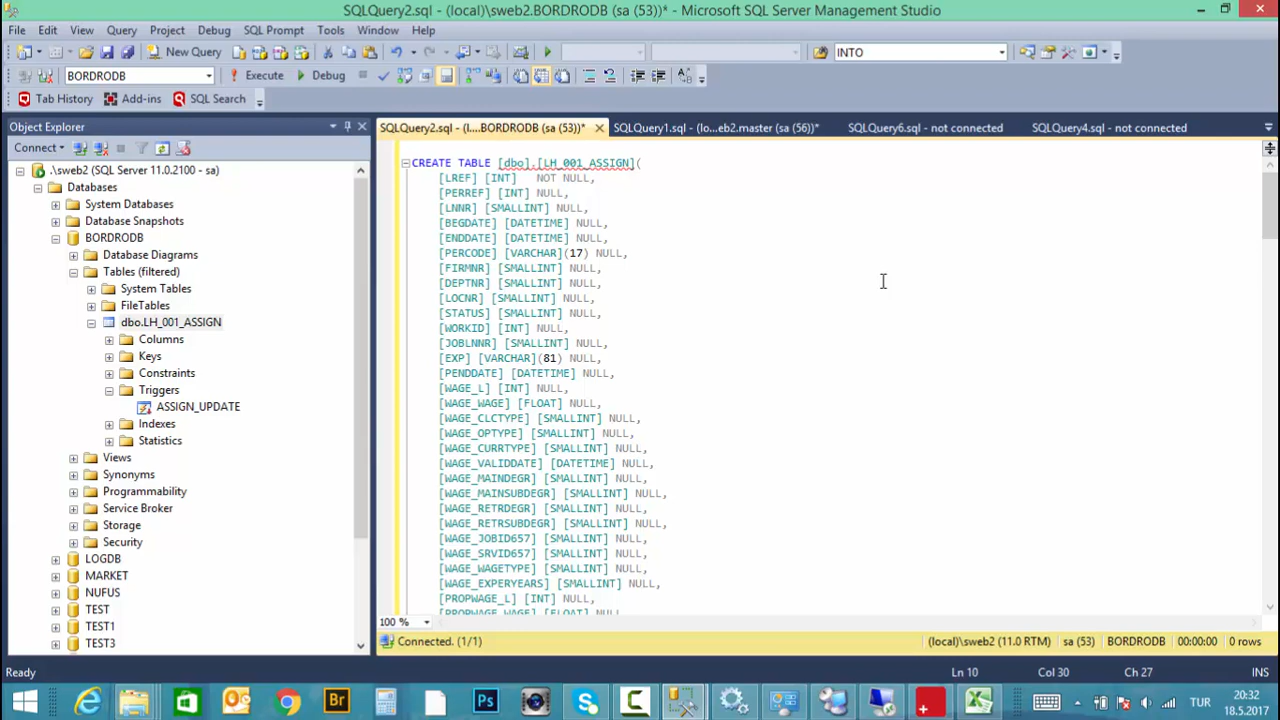 SQLQuery2.sql - (local)\sweb2.BORDRODB (sa (53))* - Microsoft SQL Server Management Studio
File Edit View Query Project Debug SQL Prompt Tools Window Help
New Query INTO
BORDRODB Execute Debug
Tab History Add-ins SQL Search
Object Explorer
Connect
.\sweb2 (SQL Server 11.0.2100 - sa)
Databases
System Databases
Database Snapshots
BORDRODB
Database Diagrams
Tables (filtered)
System Tables
FileTables
dbo.LH_001_ASSIGN
Columns
Keys
Constraints
Triggers
ASSIGN_UPDATE
Indexes
Statistics
Views
Synonyms
Programmability
Service Broker
Storage
Security
LOGDB
MARKET
NUFUS
TEST
TEST1
TEST3
SQLQuery2.sql - (l....BORDRODB (sa (53))* SQLQuery1.sql - (lo...eb2.master (sa (56))* SQLQuery6.sql - not connected SQLQuery4.sql - not connected
CREATE TABLE [dbo].[LH_001_ASSIGN](
[LREF] [INT] NOT NULL,
[PERREF] [INT] NULL,
[LNNR] [SMALLINT] NULL,
[BEGDATE] [DATETIME] NULL,
[ENDDATE] [DATETIME] NULL,
[PERCODE] [VARCHAR](17) NULL,
[FIRMNR] [SMALLINT] NULL,
[DEPTNR] [SMALLINT] NULL,
[LOCNR] [SMALLINT] NULL,
[STATUS] [SMALLINT] NULL,
[WORKID] [INT] NULL,
[JOBLNNR] [SMALLINT] NULL,
[EXP] [VARCHAR](81) NULL,
[PENDDATE] [DATETIME] NULL,
[WAGE_L] [INT] NULL,
[WAGE_WAGE] [FLOAT] NULL,
[WAGE_CLCTYPE] [SMALLINT] NULL,
[WAGE_OPTYPE] [SMALLINT] NULL,
[WAGE_CURRTYPE] [SMALLINT] NULL,
[WAGE_VALIDDATE] [DATETIME] NULL,
[WAGE_MAINDEGR] [SMALLINT] NULL,
[WAGE_MAINSUBDEGR] [SMALLINT] NULL,
[WAGE_RETRDEGR] [SMALLINT] NULL,
[WAGE_RETRSUBDEGR] [SMALLINT] NULL,
[WAGE_JOBID657] [SMALLINT] NULL,
[WAGE_SRVID657] [SMALLINT] NULL,
[WAGE_WAGETYPE] [SMALLINT] NULL,
[WAGE_EXPERYEARS] [SMALLINT] NULL,
[PROPWAGE_L] [INT] NULL,
[PROPWAGE_WAGE] [FLOAT] NULL
100 %
Connected. (1/1) (local)\sweb2 (11.0 RTM) sa (53) BORDRODB 00:00:00 0 rows
Ready Ln 10 Col 30 Ch 27
Br Ps TUR 20:32
18.5.2017